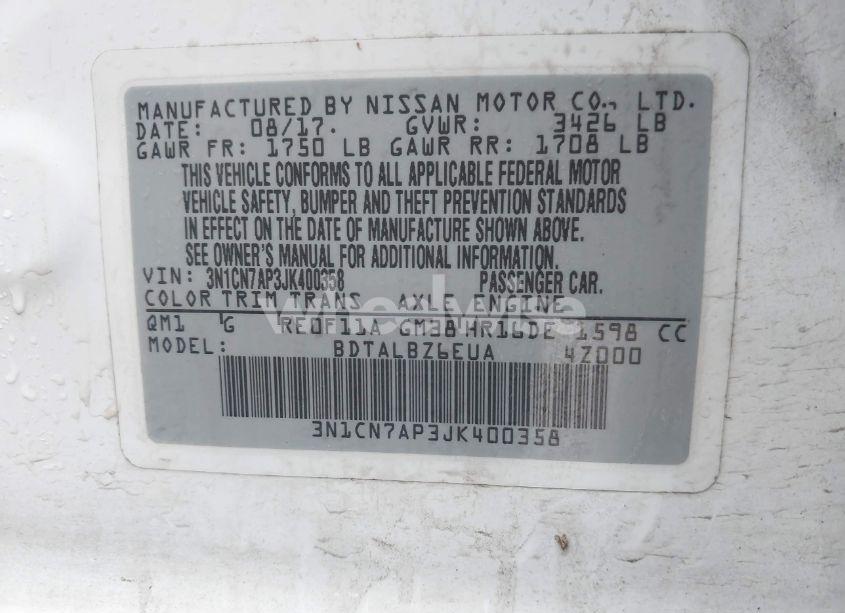 MANUFACTURED BY NISSAN MOTOR CO., LTD.
DATE: 08/17. GVWR: 3426 LB
GAWR FR: 1750 LB GAWR RR: 1708 LB
THIS VEHICLE CONFORMS TO ALL APPLICABLE FEDERAL MOTOR
VEHICLE SAFETY, BUMPER AND THEFT PREVENTION STANDARDS
IN EFFECT ON THE DATE OF MANUFACTURE SHOWN ABOVE.
SEE OWNER'S MANUAL FOR ADDITIONAL INFORMATION.
VIN: 3N1CN7AP3JK400358 PASSENGER CAR.
COLOR TRIM TRANS AXLE ENGINE
QM1 G RE0F11A GM38 HR16DE 1598 CC
MODEL: BDTALBZ6EUA 4Z000
3N1CN7AP3JK400358